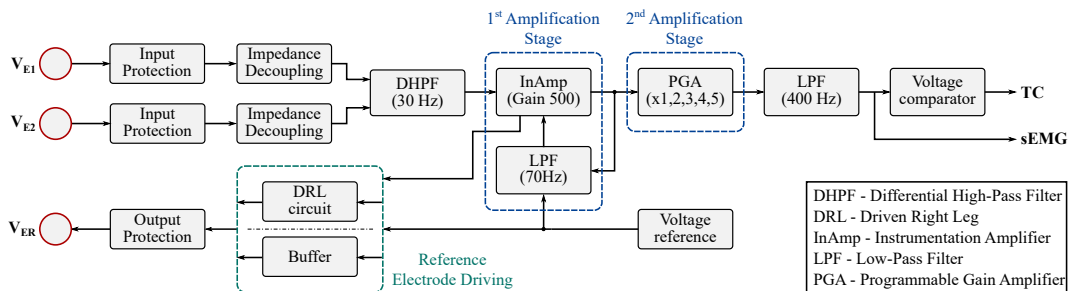 1st Amplification
Stage
2nd Amplification
Stage
VE1
Input
Protection
Impedance
Decoupling
DHPF
(30 Hz)
InAmp
(Gain 500)
PGA
(x1,2,3,4,5)
LPF
(400 Hz)
Voltage
comparator
TC
VE2
Input
Protection
Impedance
Decoupling
sEMG
LPF
(70Hz)
VER
Output
Protection
DRL
circuit
Buffer
Voltage
reference
Reference
Electrode Driving
DHPF - Differential High-Pass Filter
DRL - Driven Right Leg
InAmp - Instrumentation Amplifier
LPF - Low-Pass Filter
PGA - Programmable Gain Amplifier